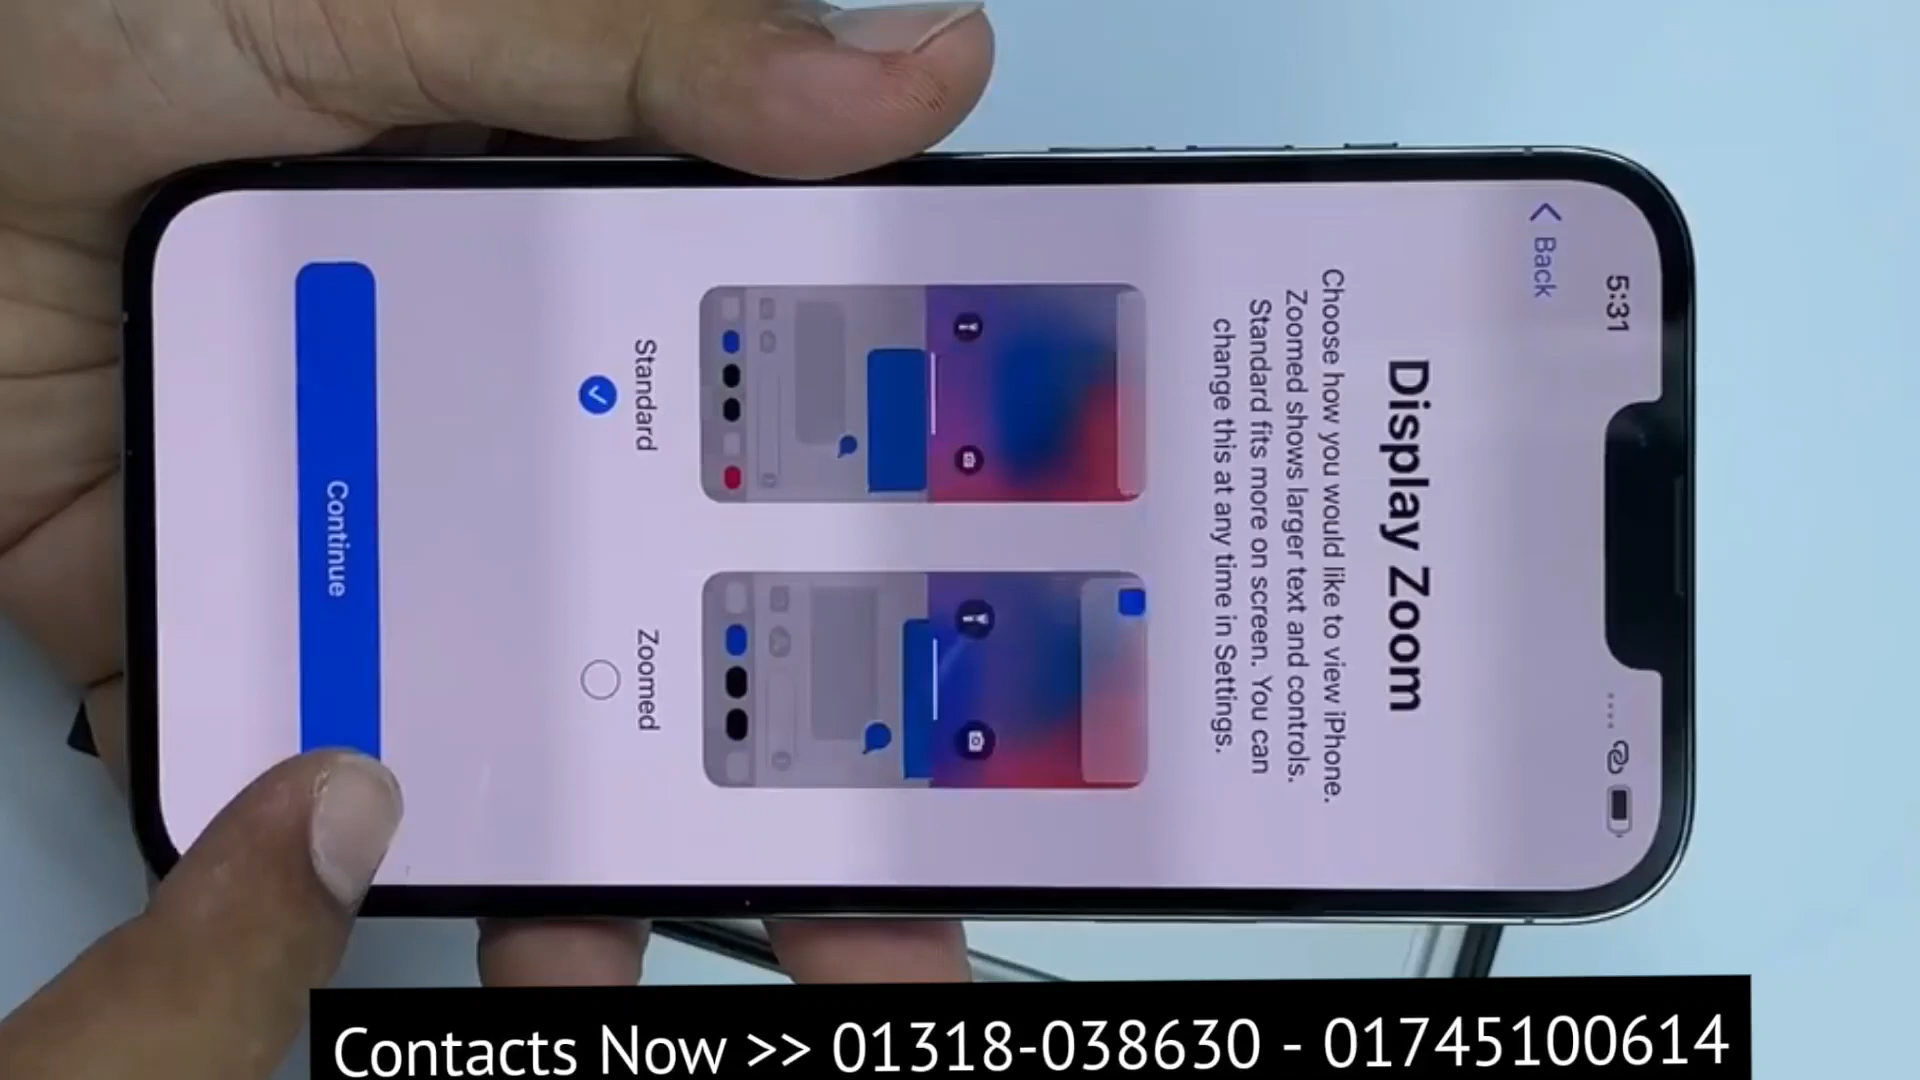 5:31
Back
Display Zoom
Choose how you would like to view iPhone.
Zoomed shows larger text and controls.
Standard fits more on screen. You can
change this at any time in Settings.
Standard
Zoomed
Continue
Contacts Now >> 01318-038630 - 01745100614